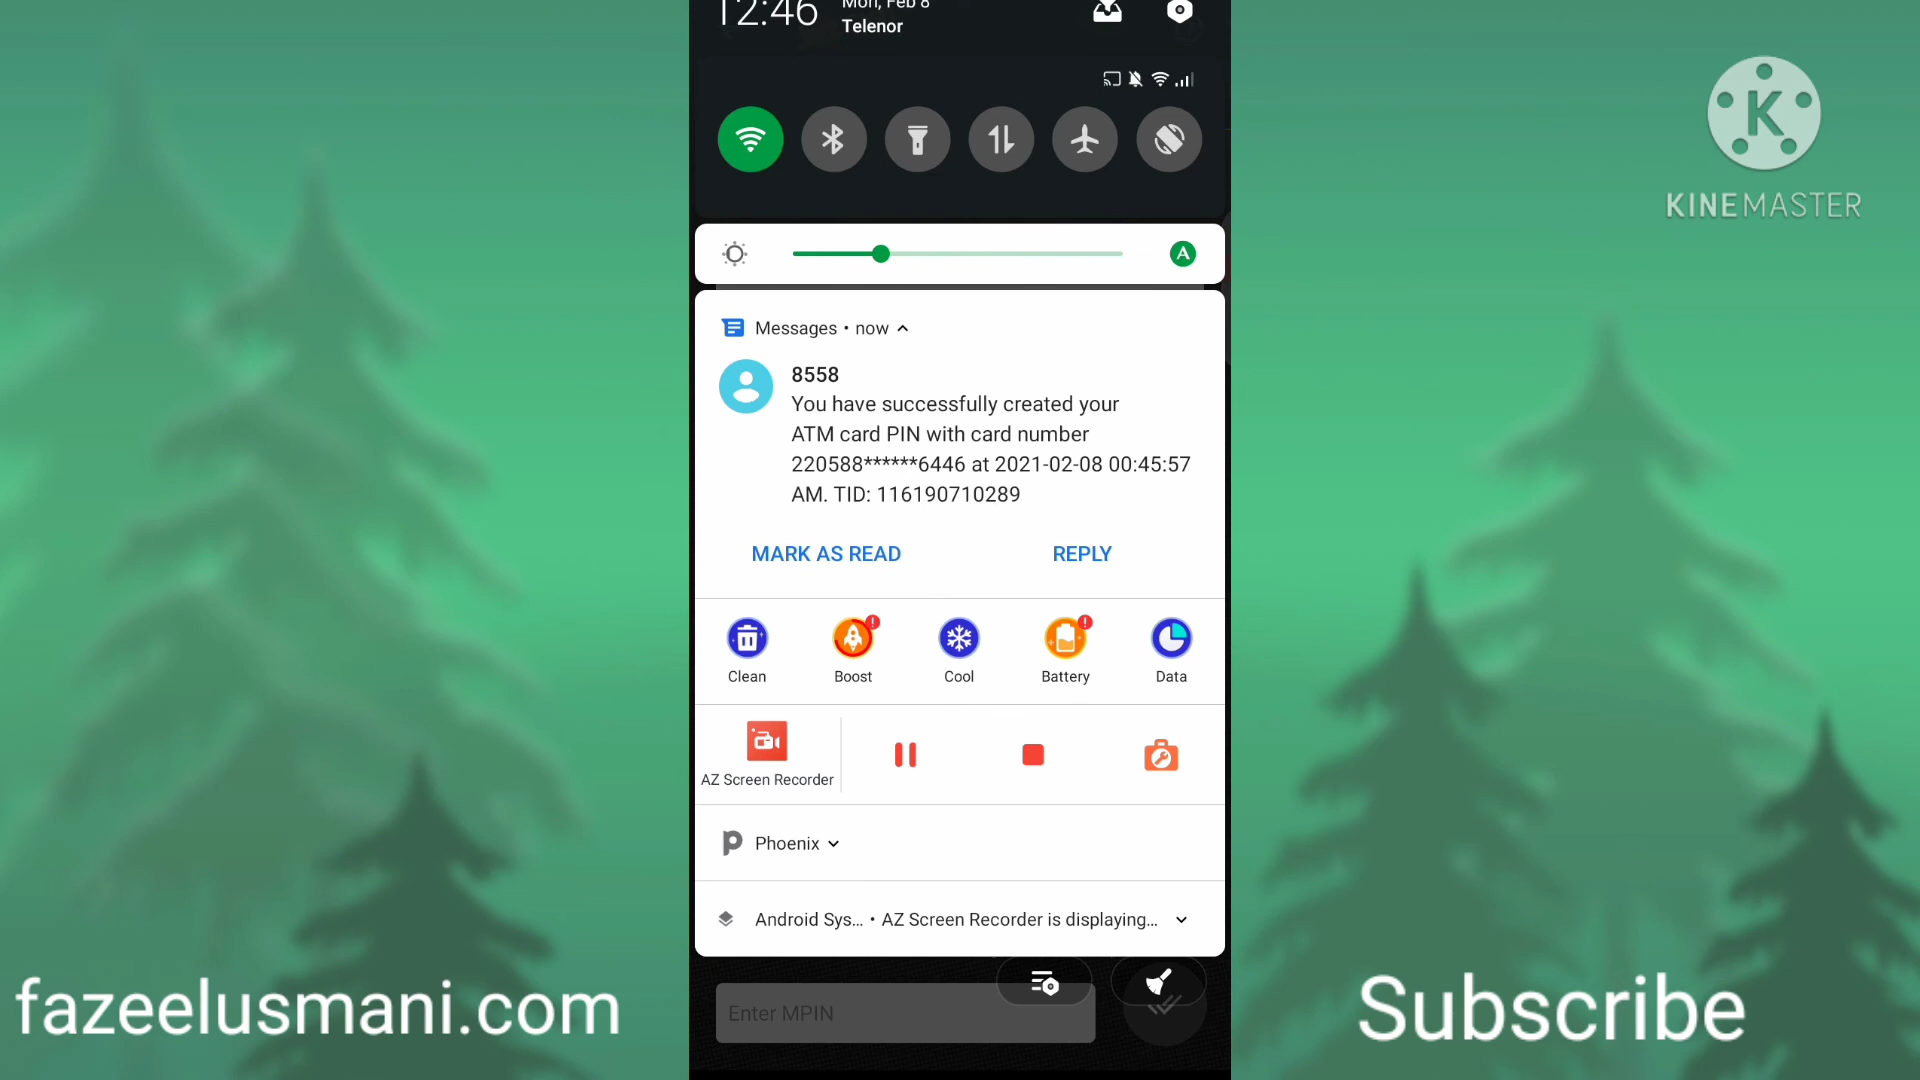 12:46
Mon, Feb 8
Telenor
K
KINEMASTER
A
Messages • now
8558
You have successfully created your
ATM card PIN with card number
220588******6446 at 2021-02-08 00:45:57
AM. TID: 116190710289
MARK AS READ
REPLY
Clean
Boost
Cool
Battery
Data
AZ Screen Recorder
Phoenix
Android Sys... • AZ Screen Recorder is displaying...
Enter MPIN
fazeelusmani.com
Subscribe